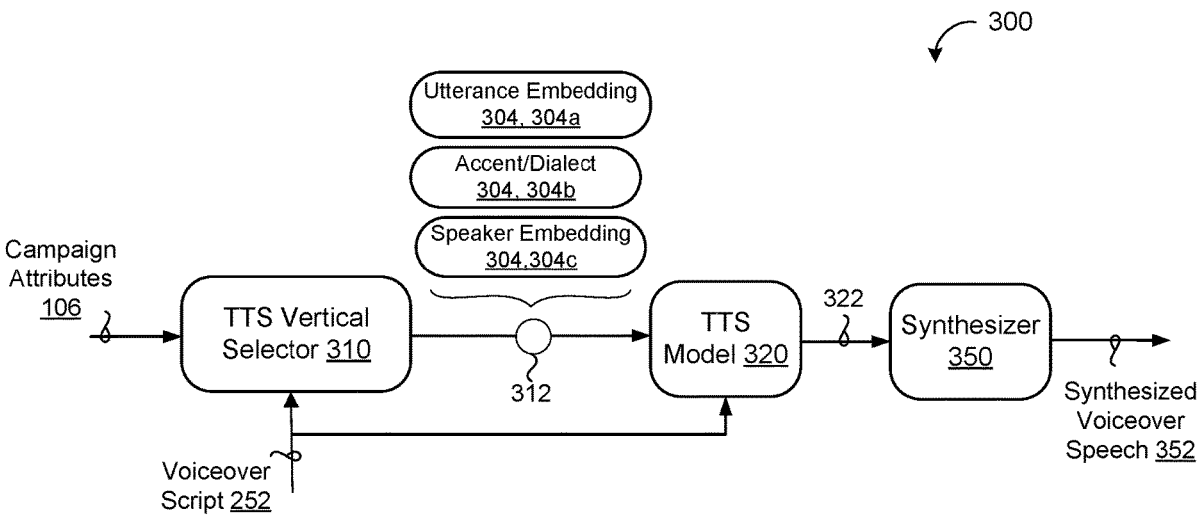 300
Utterance Embedding
304, 304a
Accent/Dialect
304, 304b
Speaker Embedding
304,304c
Campaign
Attributes
106
TTS Vertical
Selector 310
312
TTS
Model 320
322
Synthesizer
350
Synthesized
Voiceover
Speech 352
Voiceover
Script 252